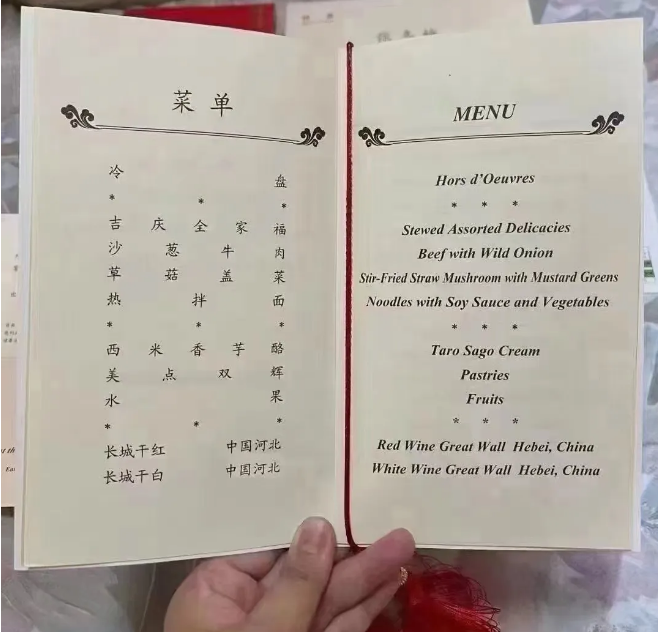 菜单
冷盘
* * *
吉庆全家福
沙葱牛肉
草菇盖菜
热拌面
* * *
西米香芋酪
美点双辉
水果
* * *
长城干红 中国河北
长城干白 中国河北
MENU
Hors d'Oeuvres
* * *
Stewed Assorted Delicacies
Beef with Wild Onion
Stir-Fried Straw Mushroom with Mustard Greens
Noodles with Soy Sauce and Vegetables
* * *
Taro Sago Cream
Pastries
Fruits
* * *
Red Wine Great Wall Hebei, China
White Wine Great Wall Hebei, China